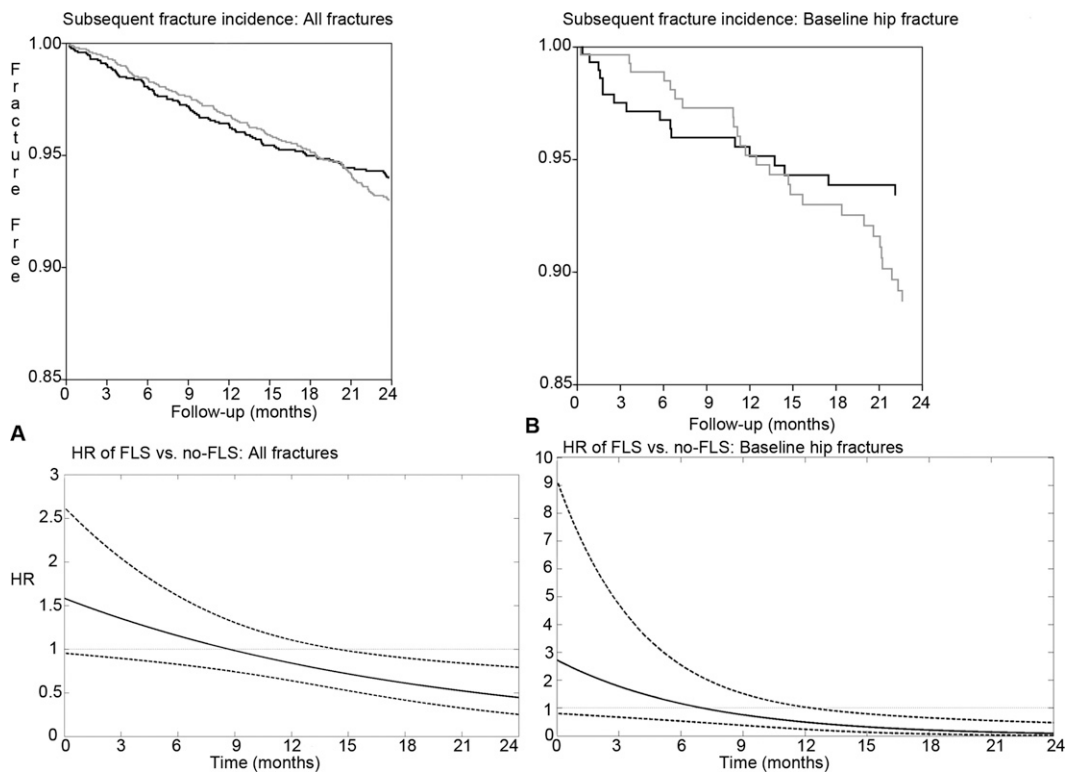 Subsequent fracture incidence: All fractures
Fracture Free
1.00
0.95
0.90
0.85
0 3 6 9 12 15 18 21 24
Follow-up (months)
Subsequent fracture incidence: Baseline hip fracture
1.00
0.95
0.90
0.85
0 3 6 9 12 15 18 21 24
Follow-up (months)
A
HR of FLS vs. no-FLS: All fractures
HR
3
2.5
2
1.5
1
0.5
0
0 3 6 9 12 15 18 21 24
Time (months)
B
HR of FLS vs. no-FLS: Baseline hip fractures
10
9
8
7
6
5
4
3
2
1
0
0 3 6 9 12 15 18 21 24
Time (months)